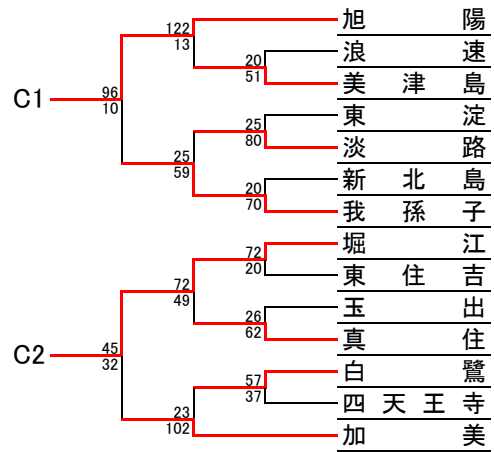 旭陽
122
13
浪速
20
51
美津島
C1
96
10
東淀
25
80
淡路
25
59
新北島
20
70
我孫子
堀江
72
20
東住吉
72
49
玉出
26
62
真住
C2
45
32
白鷺
57
37
四天王寺
23
102
加美